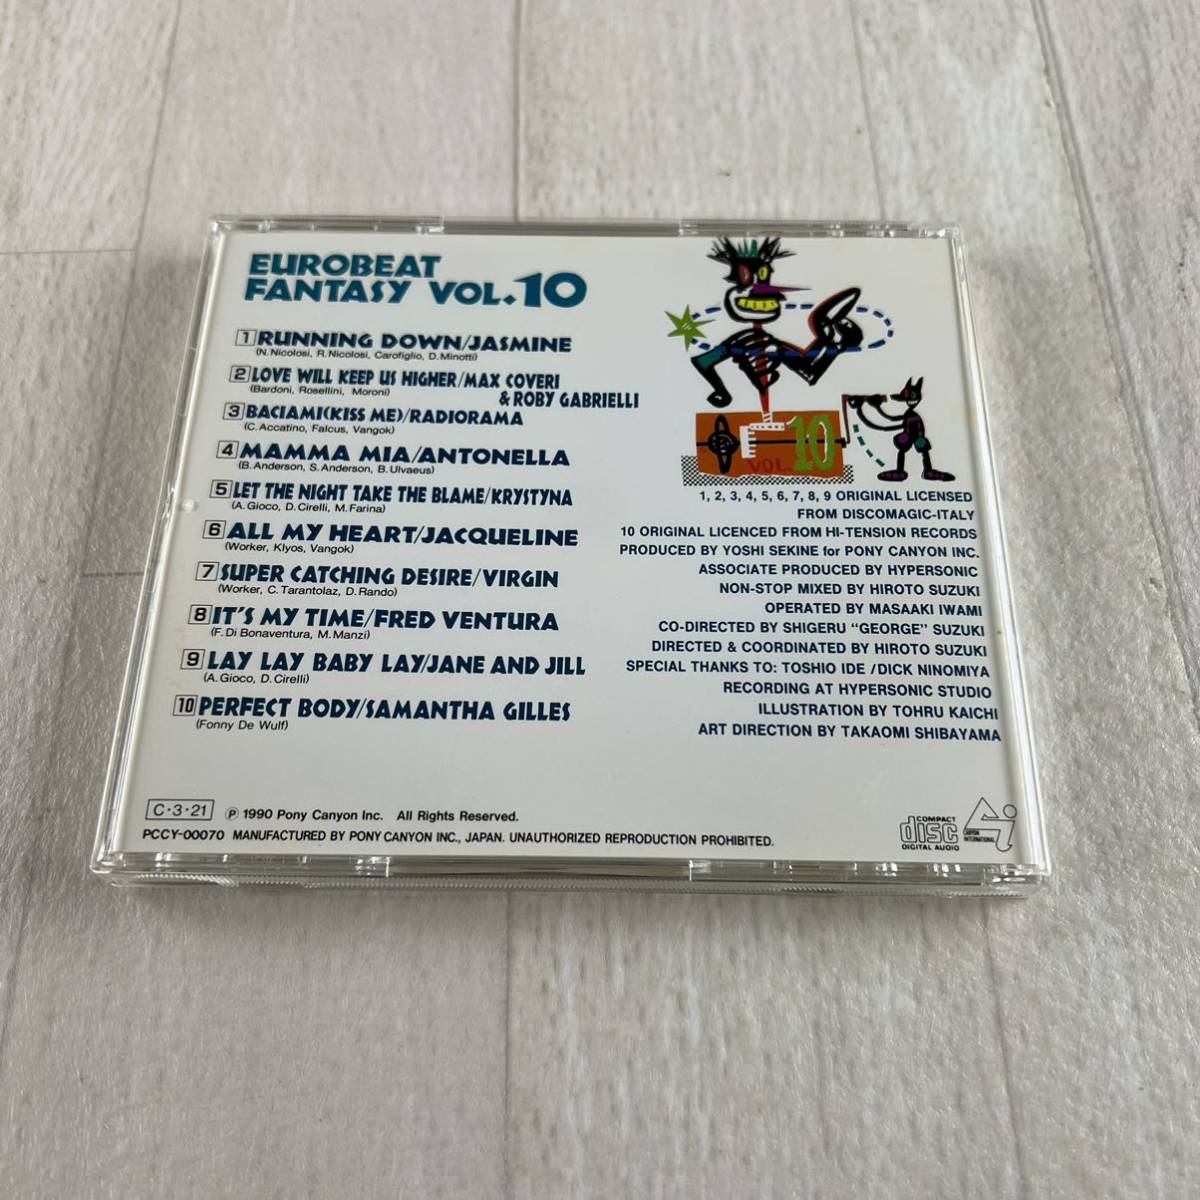 EUROBEAT
FANTASY VOL.10
1 RUNNING DOWN/JASMINE
(N. Nicolosi, R. Nicolosi, Carofiglio, D. Minotti)
2 LOVE WILL KEEP US HIGHER/MAX COVERI
& ROBY GABRIELLI
(Bardoni, Rosellini, Moroni)
3 BACIAMI(KISS ME)/RADIORAMA
(C. Accatino, Falcus, Vangok)
4 MAMMA MIA/ANTONELLA
(B. Anderson, S. Anderson, B. Ulvaeus)
5 LET THE NIGHT TAKE THE BLAME/KRYSTYNA
(A. Gioco, D. Cirelli, M. Farina)
6 ALL MY HEART/JACQUELINE
(Worker, Klyos, Vangok)
7 SUPER CATCHING DESIRE/VIRGIN
(Worker, C. Tarantolaz, D. Rando)
8 IT'S MY TIME/FRED VENTURA
(F. Di Bonaventura, M. Manzi)
9 LAY LAY BABY LAY/JANE AND JILL
(A. Gioco, D. Cirelli)
10 PERFECT BODY/SAMANTHA GILLES
(Fonny De Wulf)
VOL.10
1, 2, 3, 4, 5, 6, 7, 8, 9 ORIGINAL LICENSED
FROM DISCOMAGIC-ITALY
10 ORIGINAL LICENCED FROM HI-TENSION RECORDS
PRODUCED BY YOSHI SEKINE for PONY CANYON INC.
ASSOCIATE PRODUCED BY HYPERSONIC
NON-STOP MIXED BY HIROTO SUZUKI
OPERATED BY MASAAKI IWAMI
CO-DIRECTED BY SHIGERU "GEORGE" SUZUKI
DIRECTED & COORDINATED BY HIROTO SUZUKI
SPECIAL THANKS TO: TOSHIO IDE / DICK NINOMIYA
RECORDING AT HYPERSONIC STUDIO
ILLUSTRATION BY TOHRU KAICHI
ART DIRECTION BY TAKAOMI SHIBAYAMA
C・3・21 ℗ 1990 Pony Canyon Inc. All Rights Reserved.
PCCY-00070 MANUFACTURED BY PONY CANYON INC., JAPAN. UNAUTHORIZED REPRODUCTION PROHIBITED.
COMPACT
disc
DIGITAL AUDIO
CANYON
INTERNATIONAL